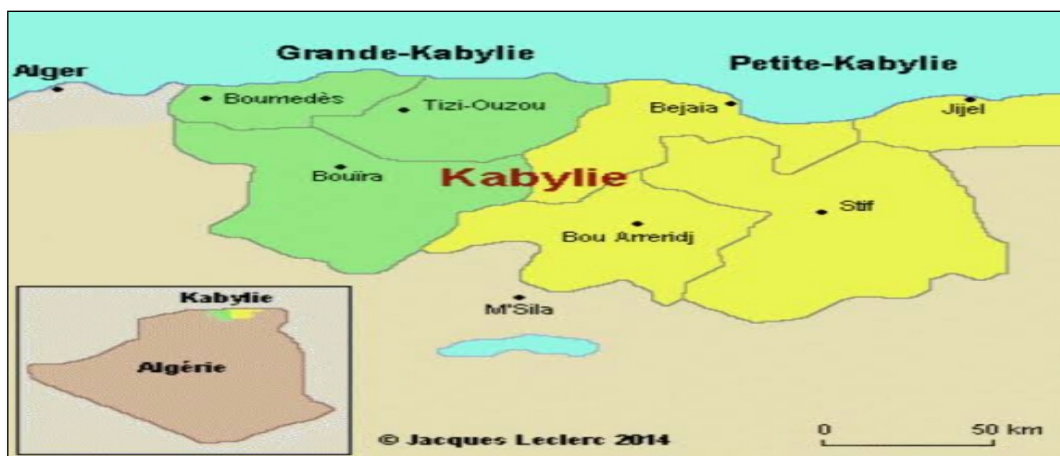 Grande-Kabylie
Petite-Kabylie
Alger
Boumedès
Tizi-Ouzou
Bejaia
Jijel
Bouïra
Kabylie
Stif
Bou Arreridj
M'Sila
Kabylie
Algérie
© Jacques Leclerc 2014
0 50 km